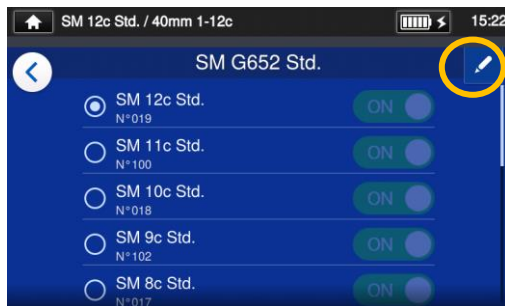 SM 12c Std. / 40mm 1-12c 15:22
SM G652 Std.
SM 12c Std. ON
N°019
SM 11c Std. ON
N°100
SM 10c Std. ON
N°018
SM 9c Std. ON
N°102
SM 8c Std. ON
N°017